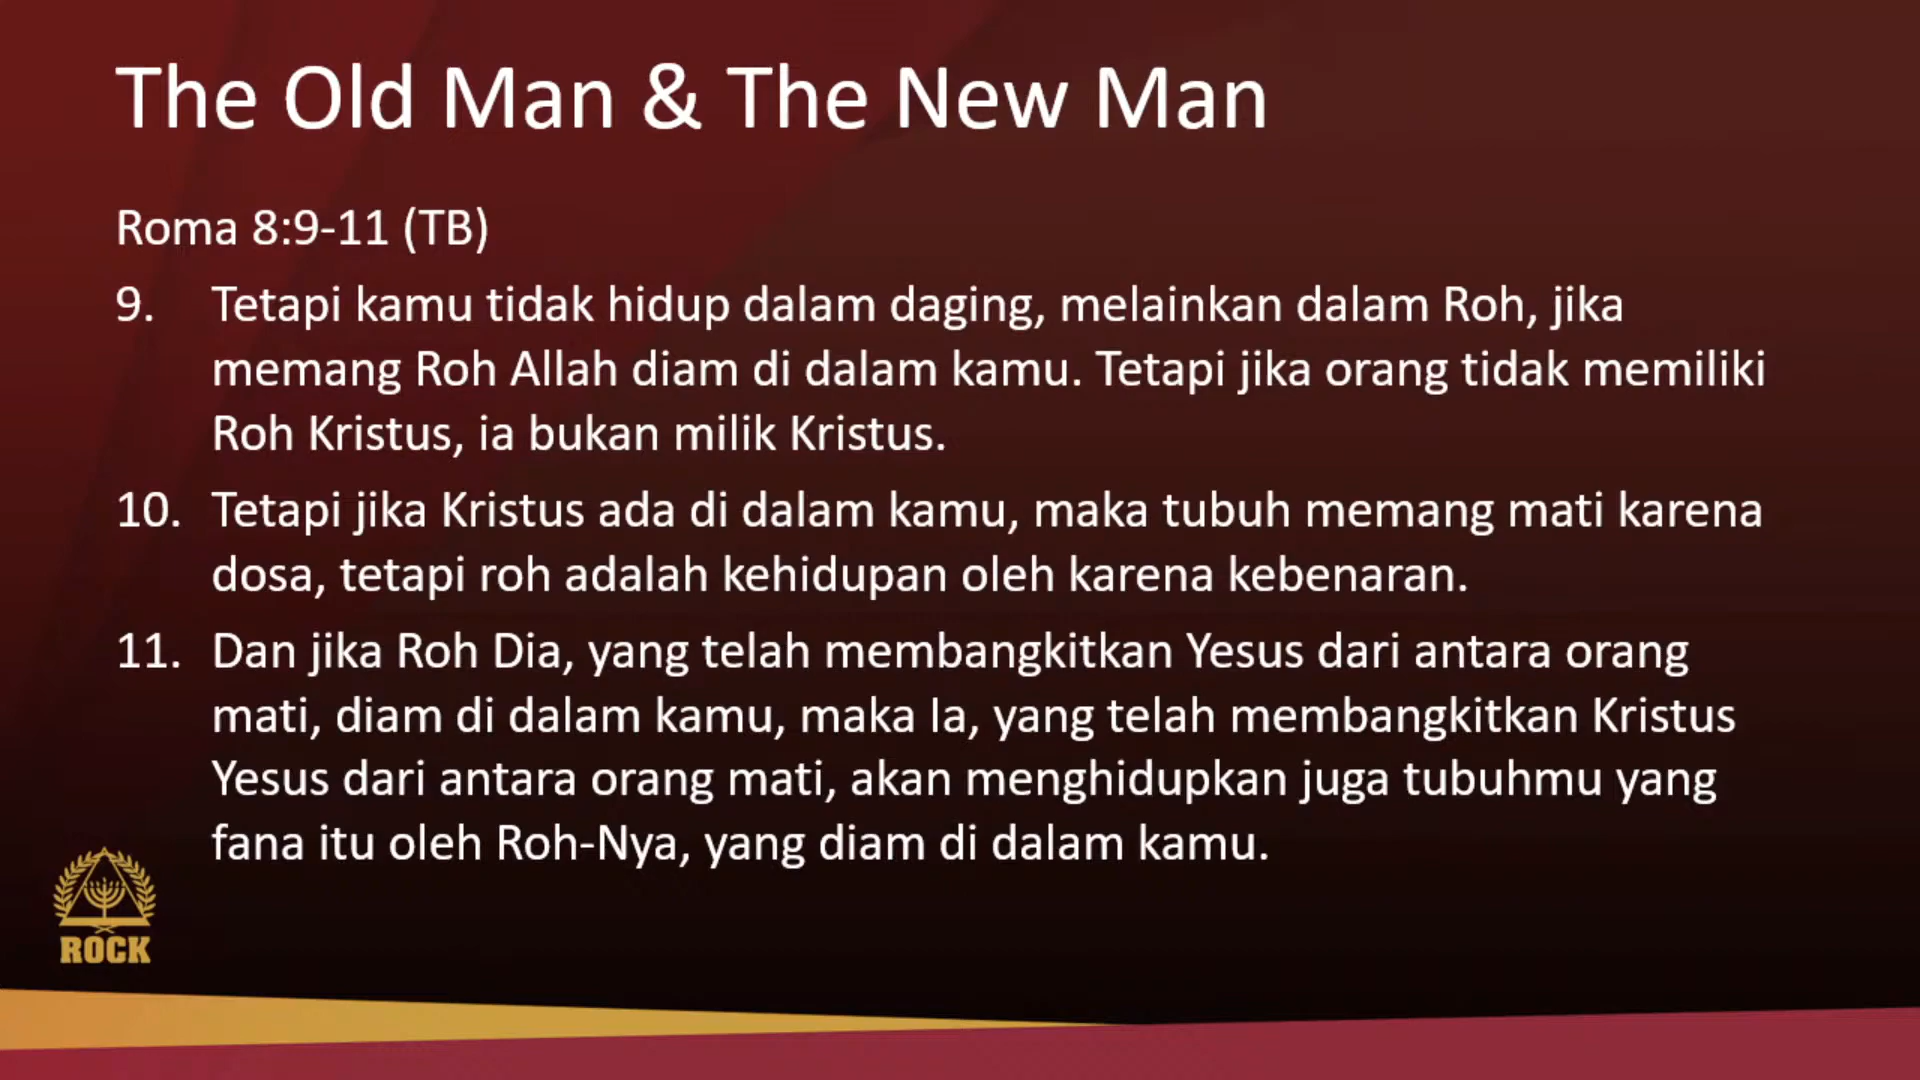 The Old Man & The New Man
Roma 8:9-11 (TB)
9. Tetapi kamu tidak hidup dalam daging, melainkan dalam Roh, jika
memang Roh Allah diam di dalam kamu. Tetapi jika orang tidak memiliki
Roh Kristus, ia bukan milik Kristus.
10. Tetapi jika Kristus ada di dalam kamu, maka tubuh memang mati karena
dosa, tetapi roh adalah kehidupan oleh karena kebenaran.
11. Dan jika Roh Dia, yang telah membangkitkan Yesus dari antara orang
mati, diam di dalam kamu, maka Ia, yang telah membangkitkan Kristus
Yesus dari antara orang mati, akan menghidupkan juga tubuhmu yang
fana itu oleh Roh-Nya, yang diam di dalam kamu.
ROCK